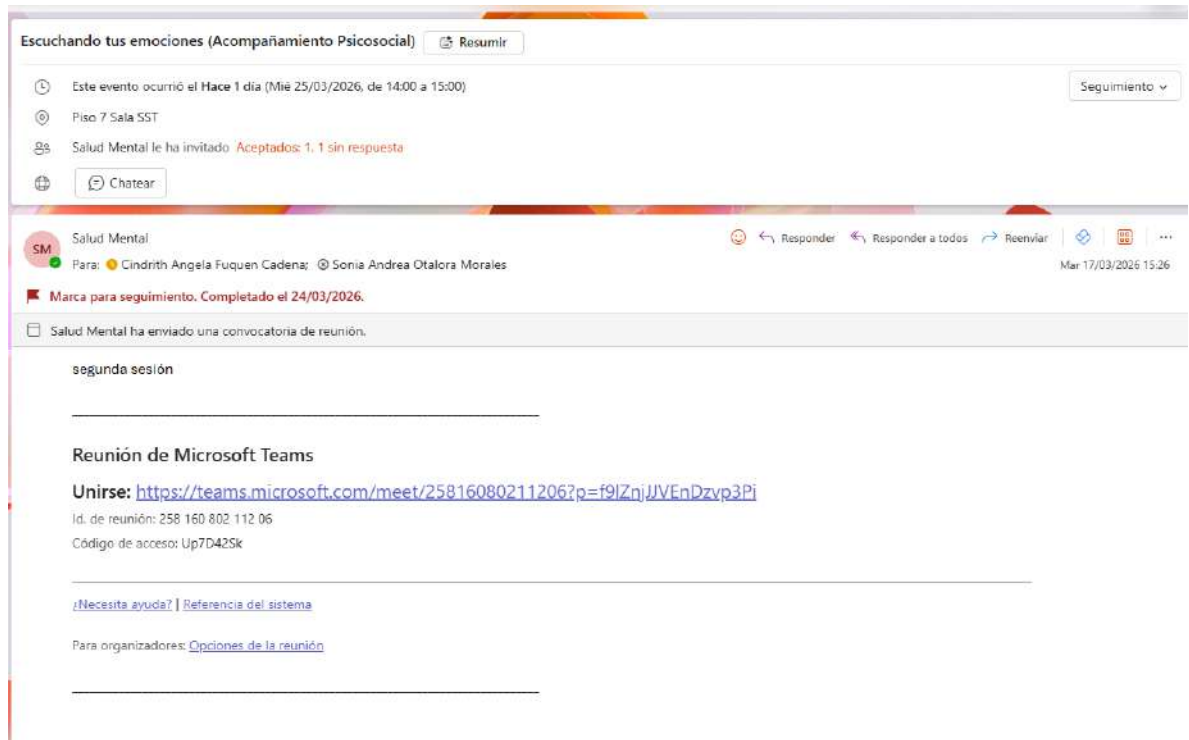 Escuchando tus emociones (Acompañamiento Psicosocial) Resumir
Este evento ocurrió el Hace 1 día (Mié 25/03/2026, de 14:00 a 15:00) Seguimiento
Piso 7 Sala SST
Salud Mental le ha invitado Aceptados: 1, 1 sin respuesta
Chatear
SM Salud Mental Responder Responder a todos Reenviar
Para: Cindrith Angela Fuquen Cadena; Sonia Andrea Otalora Morales Mar 17/03/2026 15:26
Marca para seguimiento. Completado el 24/03/2026.
Salud Mental ha enviado una convocatoria de reunión.
segunda sesión
Reunión de Microsoft Teams
Unirse: https://teams.microsoft.com/meet/25816080211206?p=f9lZnjJJVEnDzvp3Pi
Id. de reunión: 258 160 802 112 06
Código de acceso: Up7D42Sk
¿Necesita ayuda? | Referencia del sistema
Para organizadores: Opciones de la reunión